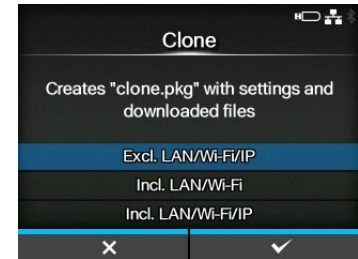 Clone
Creates "clone.pkg" with settings and
downloaded files
Excl. LAN/Wi-Fi/IP
Incl. LAN/Wi-Fi
Incl. LAN/Wi-Fi/IP